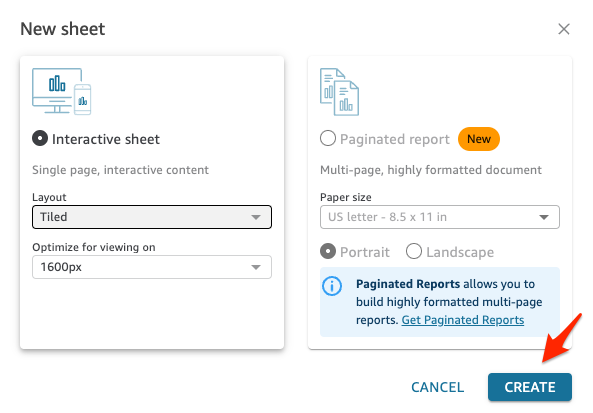 New sheet
Interactive sheet
Single page, interactive content
Layout
Tiled
Optimize for viewing on
1600px
Paginated report New
Multi-page, highly formatted document
Paper size
US letter - 8.5 x 11 in
Portrait Landscape
Paginated Reports allows you to
build highly formatted multi-page
reports. Get Paginated Reports
CANCEL CREATE